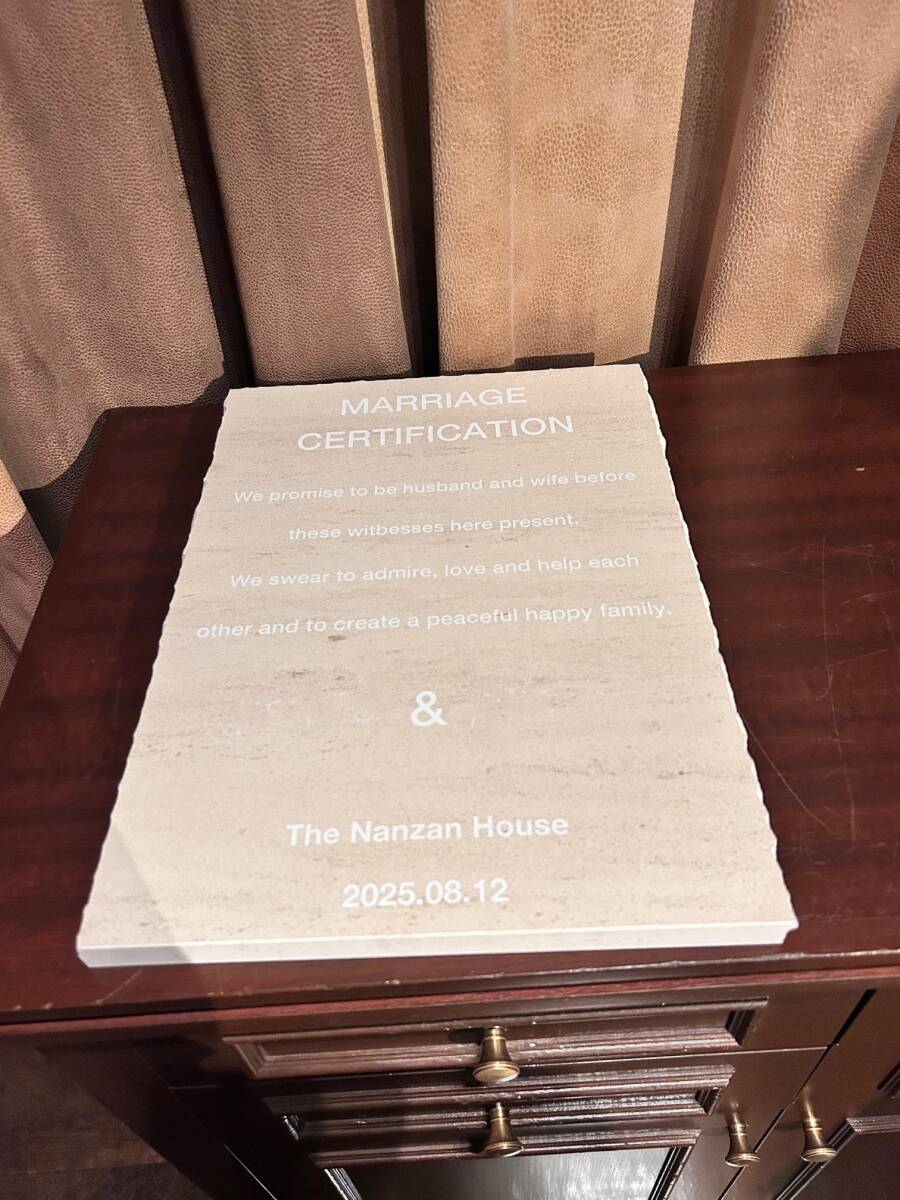 MARRIAGE
CERTIFICATION
We promise to be husband and wife before
these witbesses here present.
We swear to admire, love and help each
other and to create a peaceful happy family.
&
The Nanzan House
2025.08.12